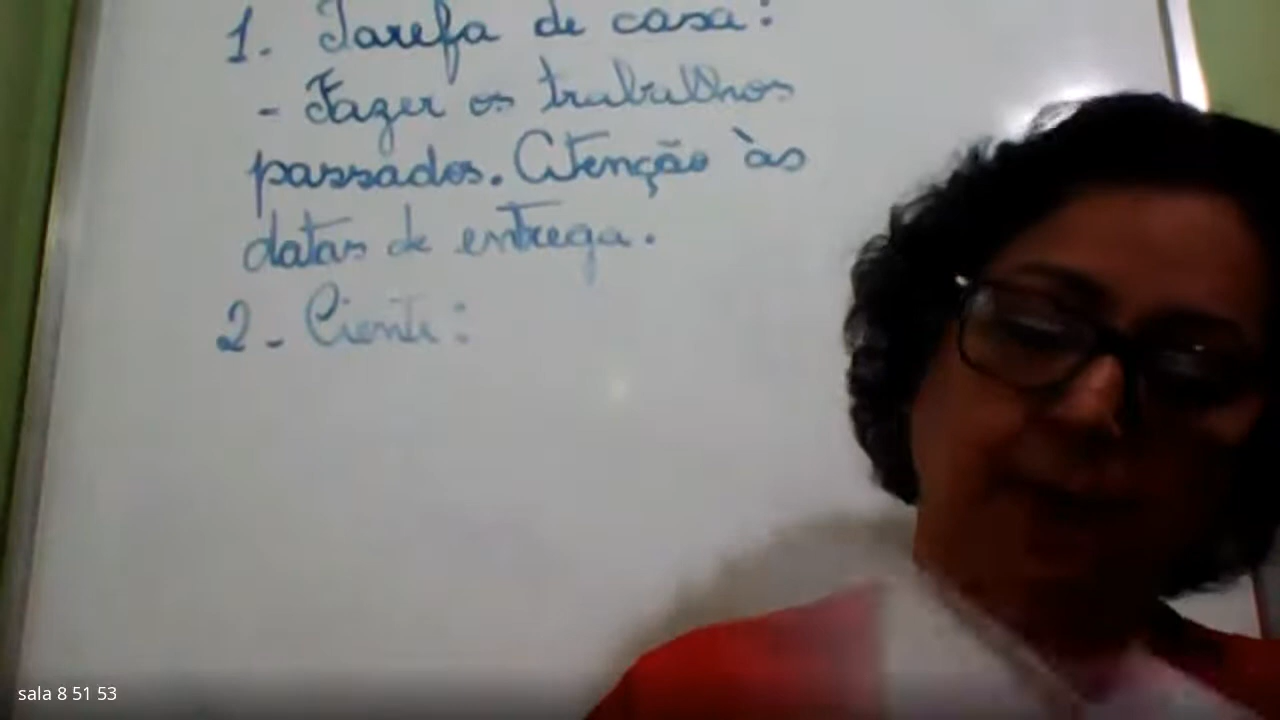 1. Tarefa de casa:
- Fazer os trabalhos
passados. Atenção às
datas de entrega.
2 - Ciente:
sala 8 51 53